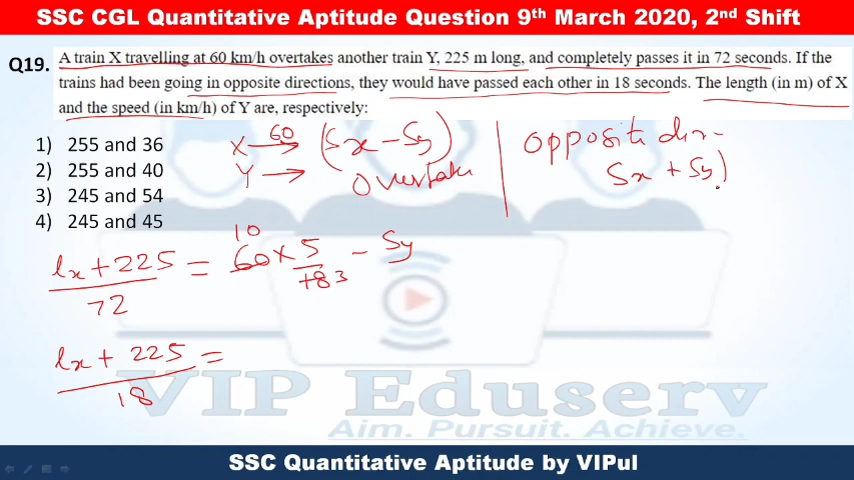 SSC CGL Quantitative Aptitude Question 9th March 2020, 2nd Shift
Q19. A train X travelling at 60 km/h overtakes another train Y, 225 m long, and completely passes it in 72 seconds. If the
trains had been going in opposite directions, they would have passed each other in 18 seconds. The length (in m) of X
and the speed (in km/h) of Y are, respectively:
1) 255 and 36
2) 255 and 40
3) 245 and 54
4) 245 and 45
X 60 → (Sx - Sy)
Y → Overtake
Opposite dir-
Sx + Sy)
lx + 225 / 72 = 60 10 × 5 / 18 3 - Sy
lx + 225 / 18 =
VIP Eduserv
Aim. Pursuit. Achieve.
SSC Quantitative Aptitude by VIPul